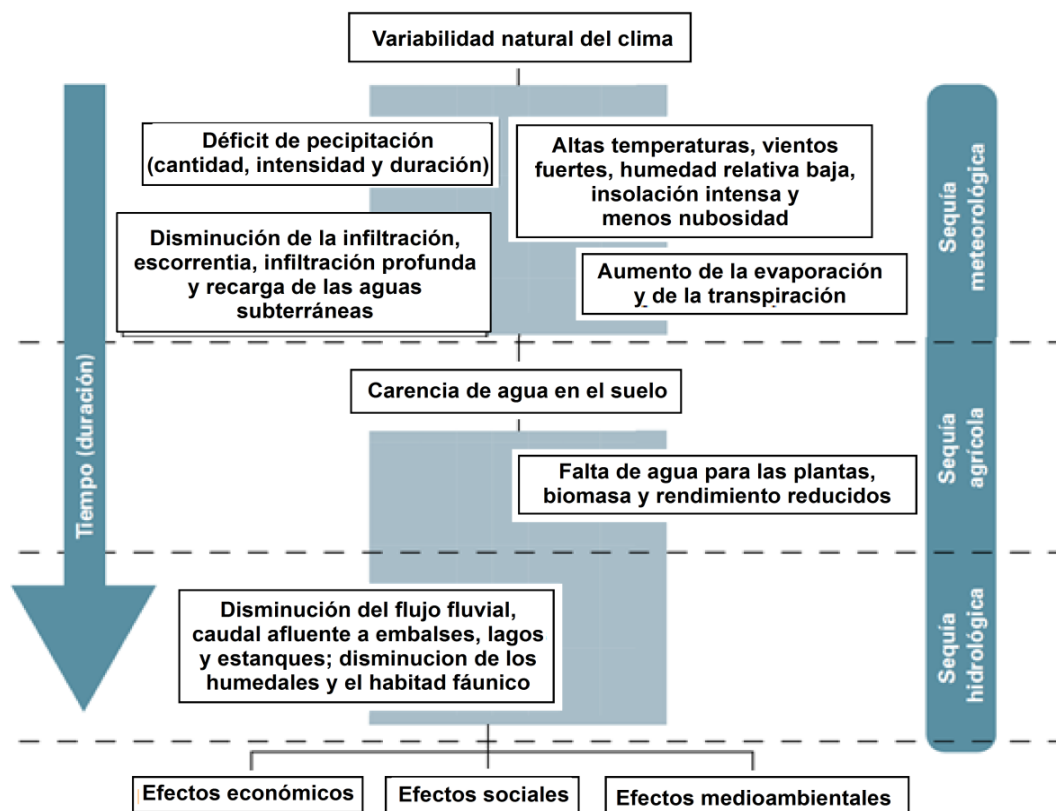 Variabilidad natural del clima
Déficit de pecipitación
(cantidad, intensidad y duración)
Altas temperaturas, vientos
fuertes, humedad relativa baja,
insolación intensa y
menos nubosidad
Disminución de la infiltración,
escorrentia, infiltración profunda
y recarga de las aguas
subterráneas
Aumento de la evaporación
y de la transpiración
Sequía
meteorológica
Tiempo (duración)
Carencia de agua en el suelo
Falta de agua para las plantas,
biomasa y rendimiento reducidos
Sequía
agrícola
Disminución del flujo fluvial,
caudal afluente a embalses, lagos
y estanques; disminucion de los
humedales y el habitad fáunico
Sequía
hidrológica
Efectos económicos
Efectos sociales
Efectos medioambientales